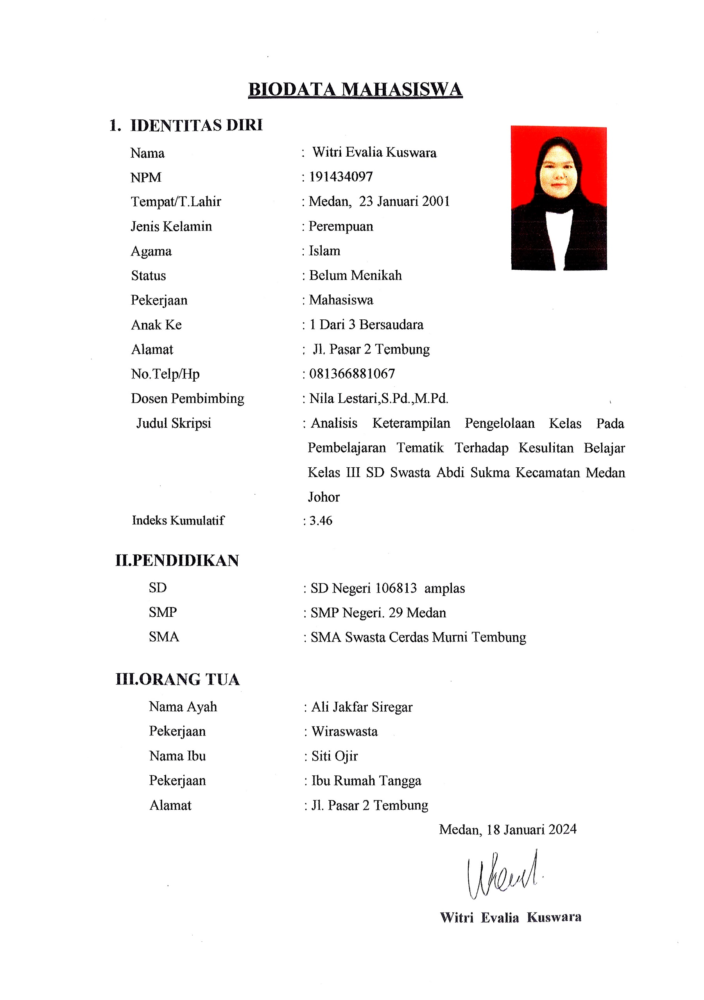 BIODATA MAHASISWA
1. IDENTITAS DIRI
Nama : Witri Evalia Kuswara
NPM : 191434097
Tempat/T.Lahir : Medan, 23 Januari 2001
Jenis Kelamin : Perempuan
Agama : Islam
Status : Belum Menikah
Pekerjaan : Mahasiswa
Anak Ke : 1 Dari 3 Bersaudara
Alamat : Jl. Pasar 2 Tembung
No.Telp/Hp : 081366881067
Dosen Pembimbing : Nila Lestari,S.Pd.,M.Pd.
Judul Skripsi : Analisis Keterampilan Pengelolaan Kelas Pada
Pembelajaran Tematik Terhadap Kesulitan Belajar
Kelas III SD Swasta Abdi Sukma Kecamatan Medan
Johor
Indeks Kumulatif : 3.46
II.PENDIDIKAN
SD : SD Negeri 106813 amplas
SMP : SMP Negeri. 29 Medan
SMA : SMA Swasta Cerdas Murni Tembung
III.ORANG TUA
Nama Ayah : Ali Jakfar Siregar
Pekerjaan : Wiraswasta
Nama Ibu : Siti Ojir
Pekerjaan : Ibu Rumah Tangga
Alamat : Jl. Pasar 2 Tembung
Medan, 18 Januari 2024
Witri Evalia Kuswara